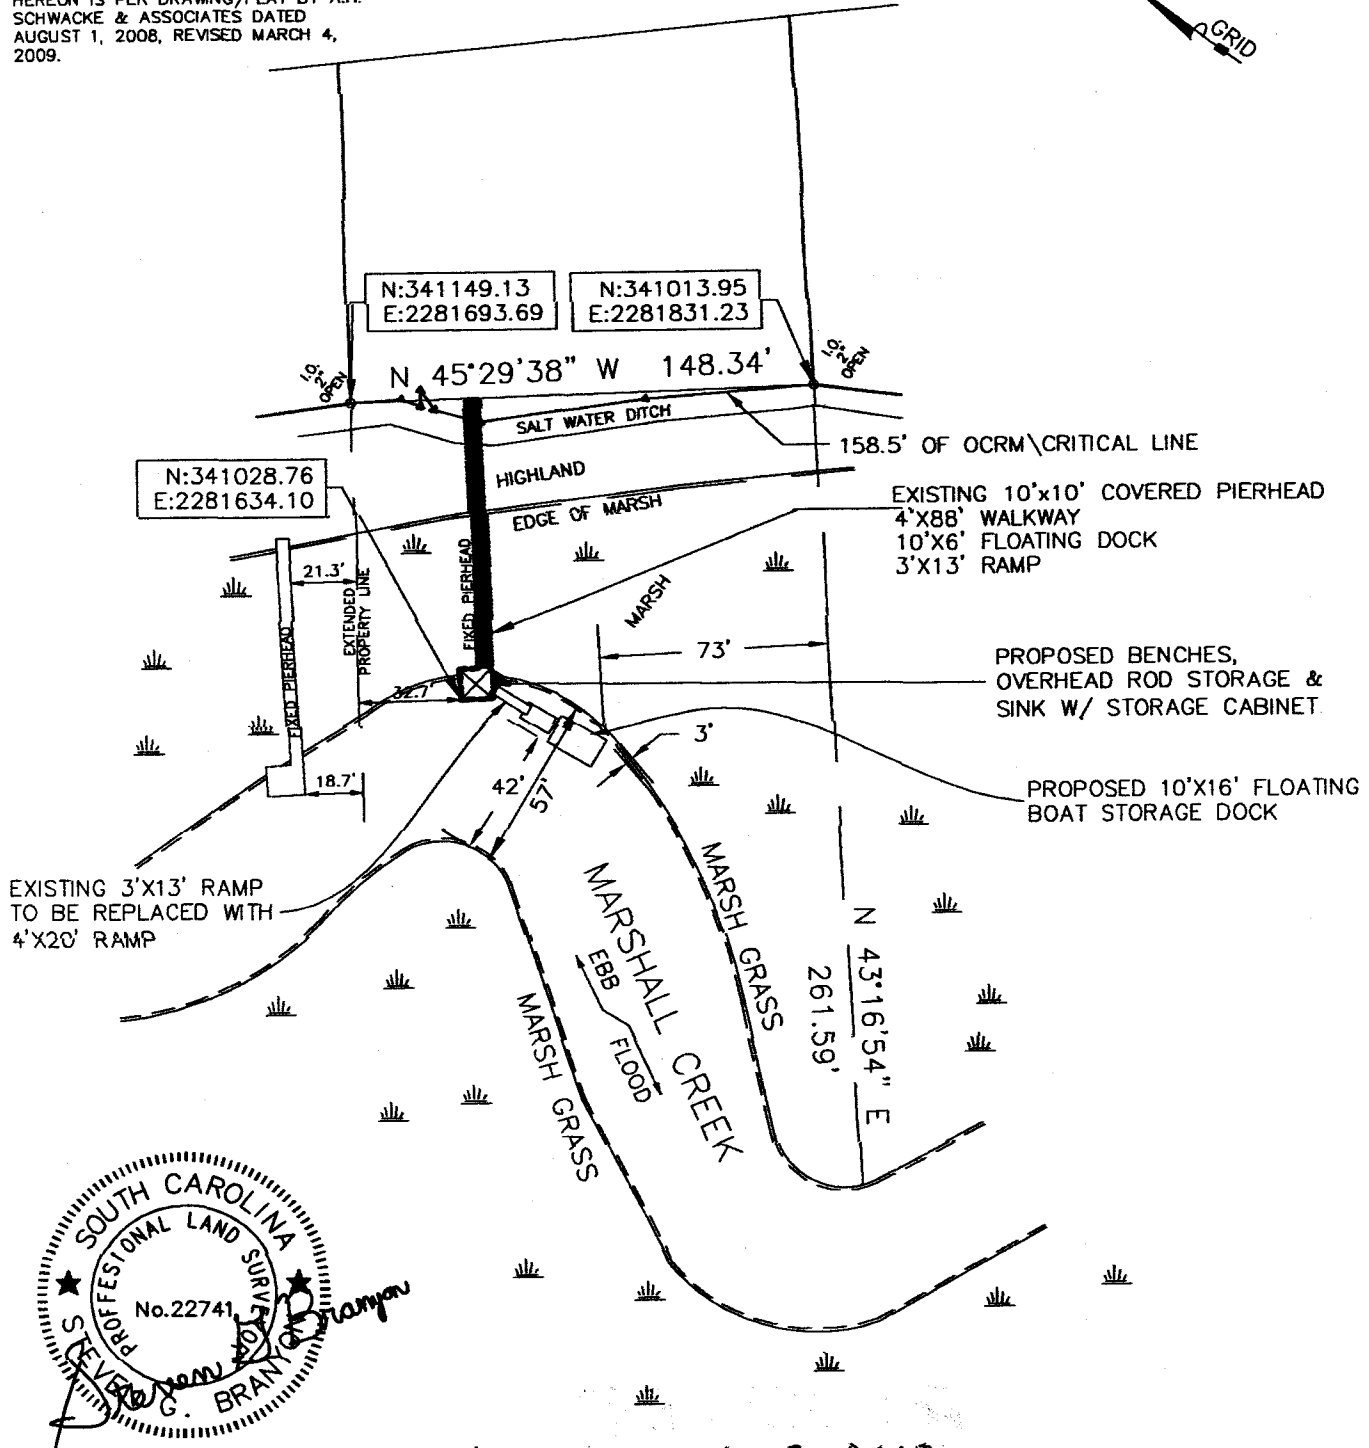 HEREON IS PER DRAWING/PLAT BY A.H.
SCHWACKE & ASSOCIATES DATED
AUGUST 1, 2008, REVISED MARCH 4,
2009.
GRID
N:341149.13
E:2281693.69
N:341013.95
E:2281831.23
I.O.
2"
OPEN
N 45°29'38" W 148.34'
I.O.
2"
OPEN
SALT WATER DITCH
158.5' OF OCRM\CRITICAL LINE
N:341028.76
E:2281634.10
HIGHLAND
EDGE OF MARSH
EXISTING 10'x10' COVERED PIERHEAD
4'X88' WALKWAY
10'X6' FLOATING DOCK
3'X13' RAMP
21.3'
EXTENDED
PROPERTY LINE
FIXED PIERHEAD
FIXED PIERHEAD
MARSH
73'
32.7'
PROPOSED BENCHES,
OVERHEAD ROD STORAGE &
SINK W/ STORAGE CABINET
3'
18.7'
42'
57'
PROPOSED 10'X16' FLOATING
BOAT STORAGE DOCK
EXISTING 3'X13' RAMP
TO BE REPLACED WITH
4'X20' RAMP
MARSHALL CREEK
MARSH GRASS
MARSH GRASS
EBB
FLOOD
N 43°16'54" E
261.59'
SOUTH CAROLINA
PROFFESIONAL LAND SURVEYOR
No.22741
STEVEN G. BRANYON
Steven G Branyon